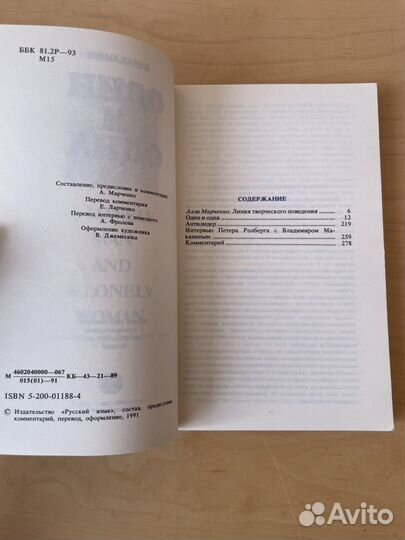 ББК 81.2Р—93
М15
Составление, предисловие и комментарий
А. Марченко
Перевод комментария
Е. Ларченко
Перевод интервью с немецкого
А. Фролова
Оформление художника
В. Джемесюка
AND
A LONELY
WOMAN
М 4602040000—067 КБ—43—21—89
015(01)—91
ISBN 5-200-01188-4
© Издательство «Русский язык», состав, предисловие,
комментарий, перевод, оформление, 1991
СОДЕРЖАНИЕ
Алла Марченко. Линия творческого поведения 6
Один и одна 12
Антилидер 219
Интервью Петера Ролберга с Владимиром Ма-
каниным 259
Комментарий 278
Avito